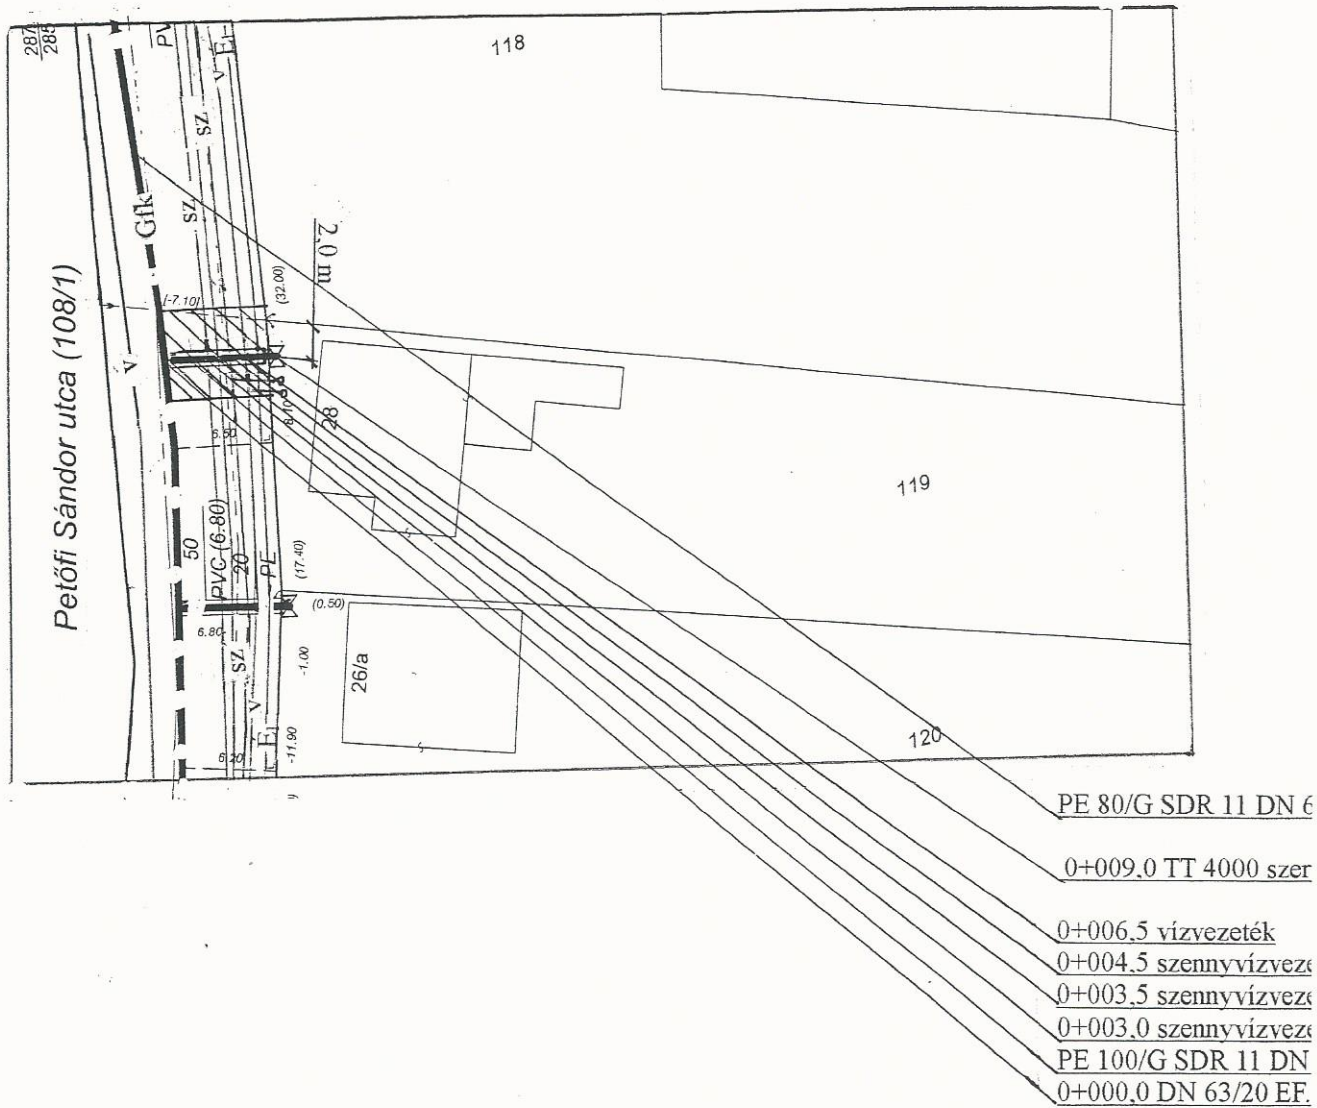 287
285
PV
E1
v
118
sz
sz
Gfk
2,0 m
(32.00)
[-7.10]
Petőfi Sándor utca (108/1)
v
8.10
28
6.50
119
50
PVC (6.80)
20
PE
(17.40)
(0.50)
6.80
sz
-1.00
26/a
v
E1
-11.90
6.20
120
PE 80/G SDR 11 DN 6
0+009,0 TT 4000 szer
0+006,5 vízvezeték
0+004,5 szennyvízveze
0+003,5 szennyvízveze
0+003,0 szennyvízveze
PE 100/G SDR 11 DN
0+000,0 DN 63/20 EF.